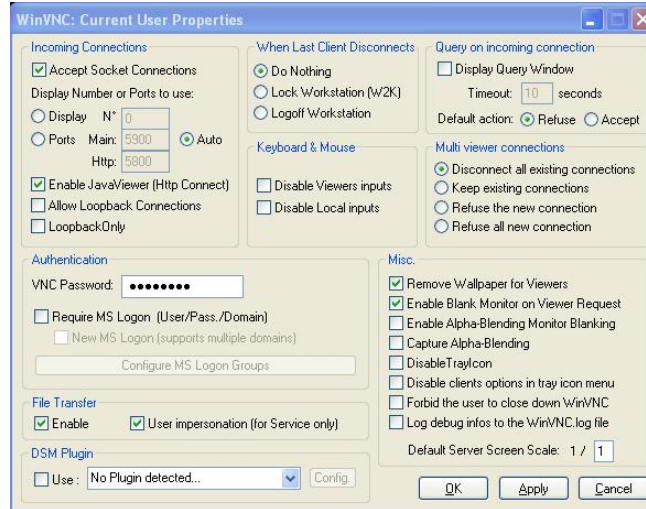 WinVNC: Current User Properties
Incoming Connections
Accept Socket Connections
Display Number or Ports to use:
Display N° 0
Ports Main: 5900 Auto
Http: 5800
Enable JavaViewer (Http Connect)
Allow Loopback Connections
LoopbackOnly
When Last Client Disconnects
Do Nothing
Lock Workstation (W2K)
Logoff Workstation
Keyboard & Mouse
Disable Viewers inputs
Disable Local inputs
Query on incoming connection
Display Query Window
Timeout: 10 seconds
Default action: Refuse Accept
Multi viewer connections
Disconnect all existing connections
Keep existing connections
Refuse the new connection
Refuse all new connection
Authentication
VNC Password: ●●●●●●●●
Require MS Logon (User/Pass./Domain)
New MS Logon (supports multiple domains)
Configure MS Logon Groups
File Transfer
Enable User impersonation (for Service only)
DSM Plugin
Use : No Plugin detected... Config.
Misc.
Remove Wallpaper for Viewers
Enable Blank Monitor on Viewer Request
Enable Alpha-Blending Monitor Blanking
Capture Alpha-Blending
DisableTrayIcon
Disable clients options in tray icon menu
Forbid the user to close down WinVNC
Log debug infos to the WinVNC.log file
Default Server Screen Scale: 1 / 1
OK Apply Cancel